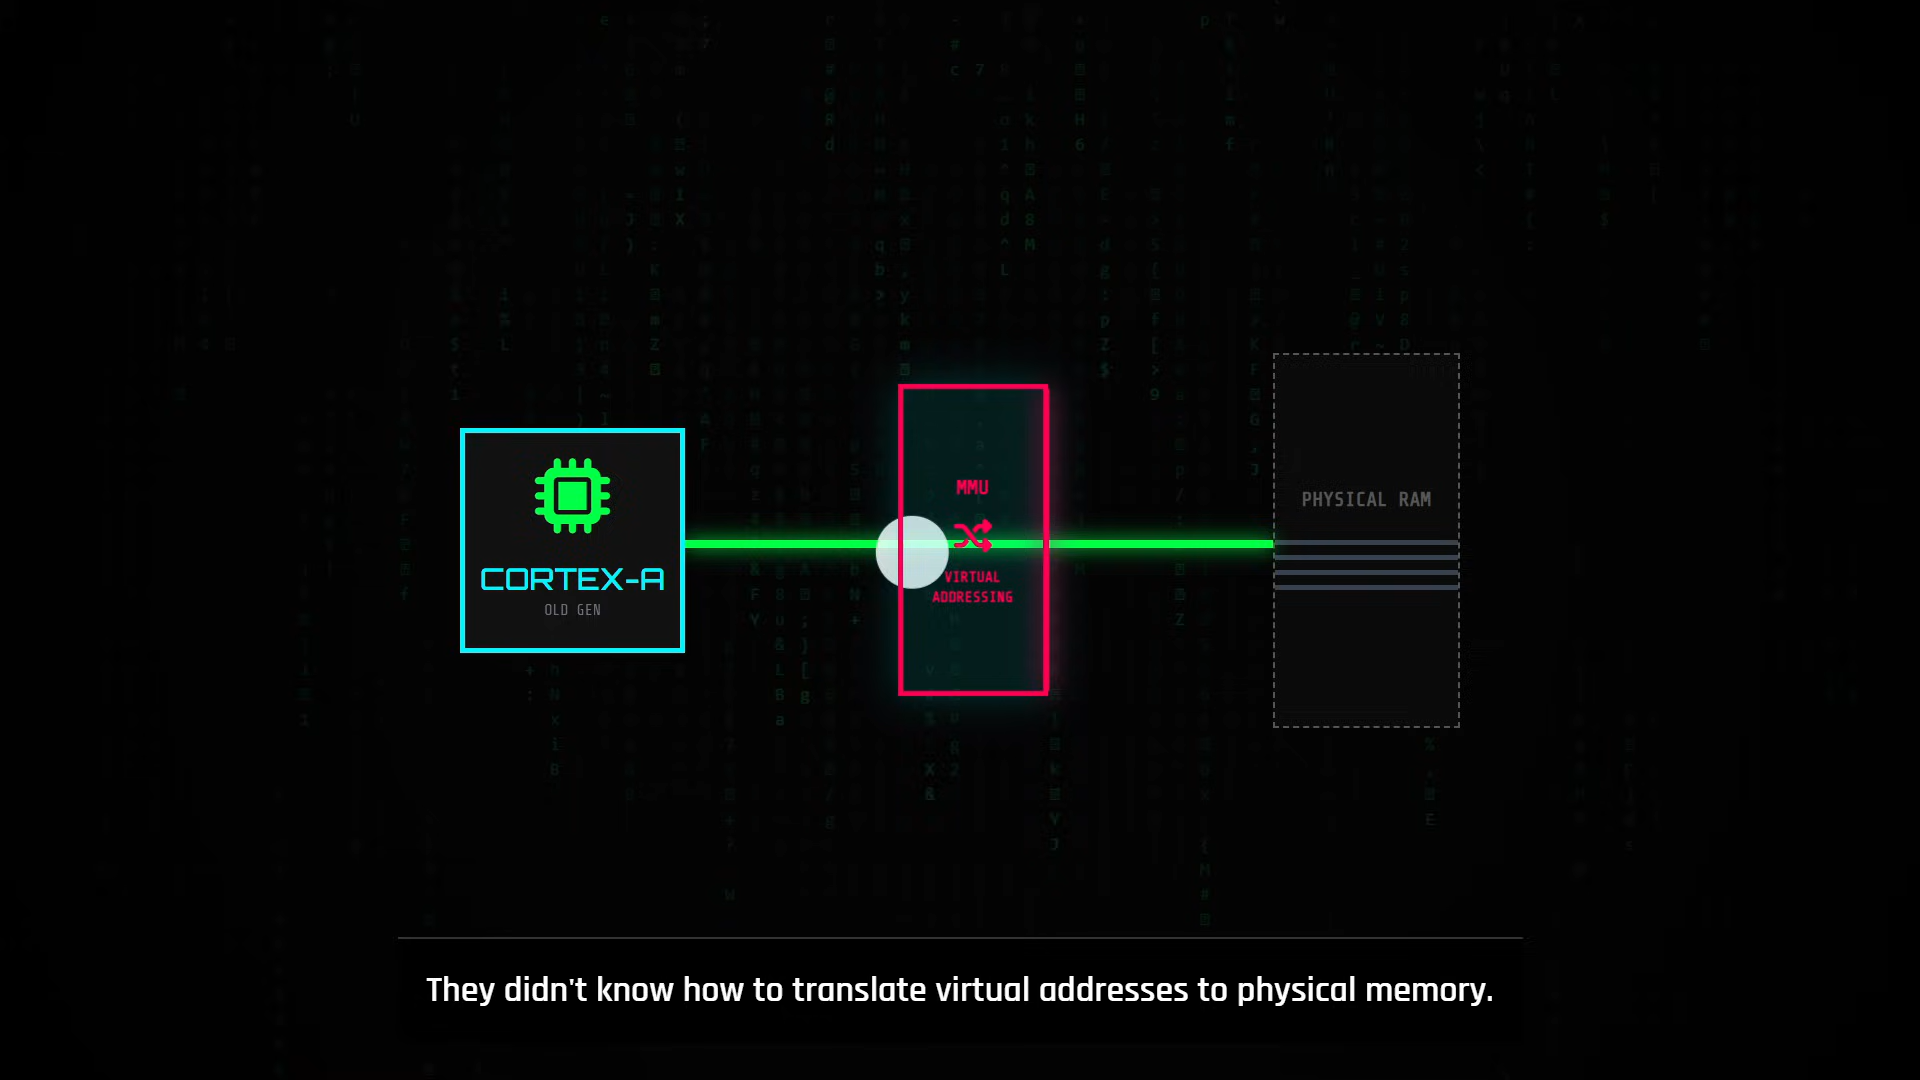 MMU
PHYSICAL RAM
CORTEX-A
OLD GEN
VIRTUAL
ADDRESSING
They didn't know how to translate virtual addresses to physical memory.